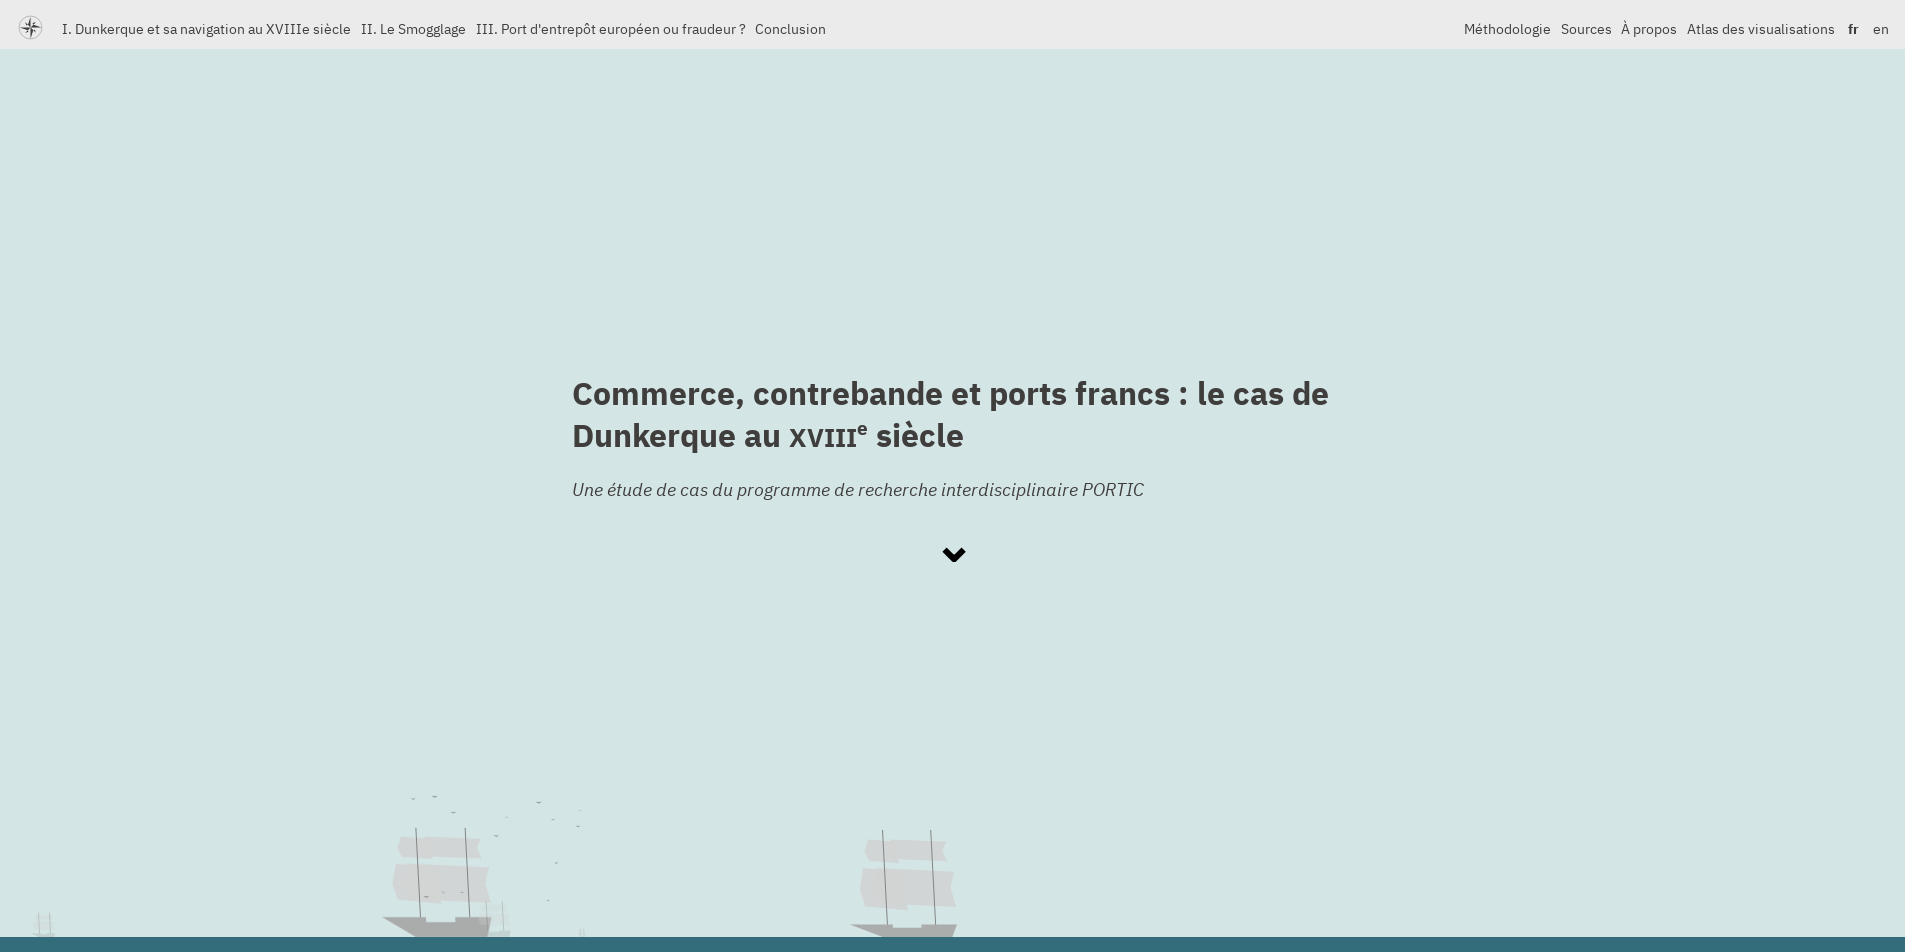 I. Dunkerque et sa navigation au XVIIIe siècle II. Le Smogglage III. Port d'entrepôt européen ou fraudeur ? Conclusion Méthodologie Sources À propos Atlas des visualisations fr en
Commerce, contrebande et ports francs : le cas de
Dunkerque au XVIIIe siècle
Une étude de cas du programme de recherche interdisciplinaire PORTIC